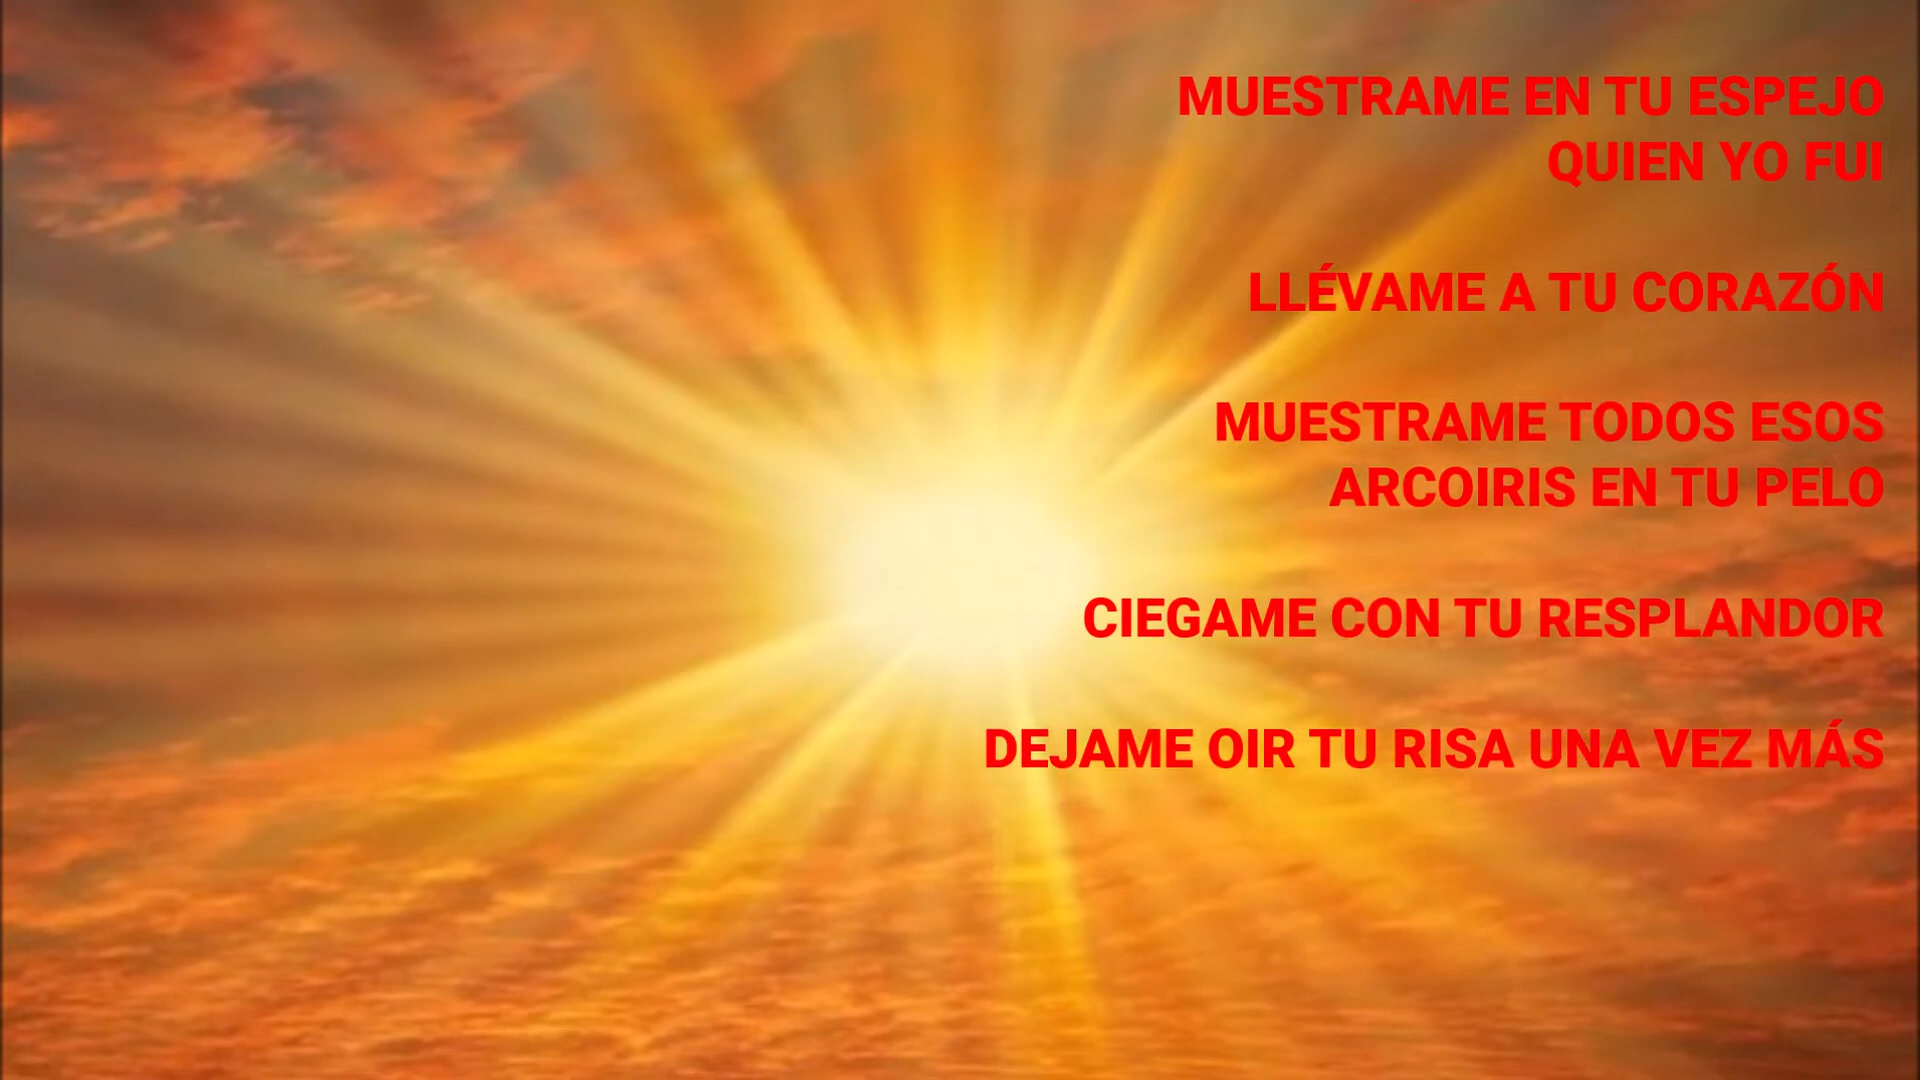 MUESTRAME EN TU ESPEJO
QUIEN YO FUI
LLÉVAME A TU CORAZÓN
MUESTRAME TODOS ESOS
ARCOIRIS EN TU PELO
CIEGAME CON TU RESPLANDOR
DEJAME OIR TU RISA UNA VEZ MÁS